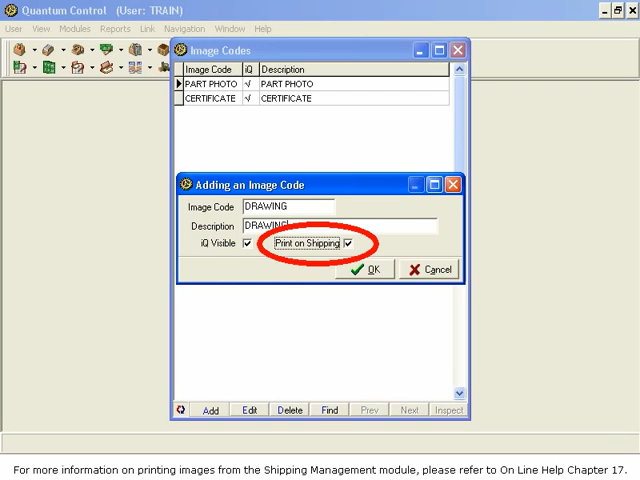 Quantum Control (User: TRAIN)
User View Modules Reports Link Navigation Window Help
Image Codes
Image Code iQ Description
PART PHOTO √ PART PHOTO
CERTIFICATE √ CERTIFICATE
Adding an Image Code
Image Code DRAWING
Description DRAWING
iQ Visible Print on Shipping
OK Cancel
Add Edit Delete Find Prev Next Inspect
For more information on printing images from the Shipping Management module, please refer to On Line Help Chapter 17.